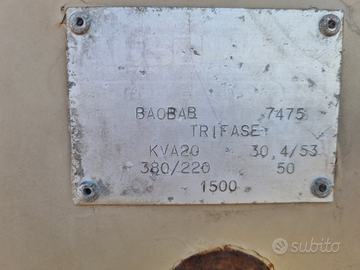 BAOBAB 7475
TRIFASE
KVA20 30,4/53
380/220 50
1500
subito